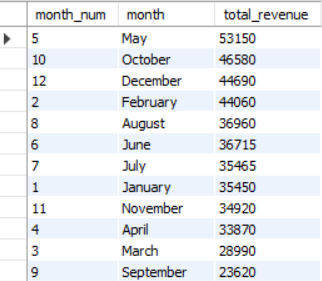 month_num month total_revenue
5 May 53150
10 October 46580
12 December 44690
2 February 44060
8 August 36960
6 June 36715
7 July 35465
1 January 35450
11 November 34920
4 April 33870
3 March 28990
9 September 23620